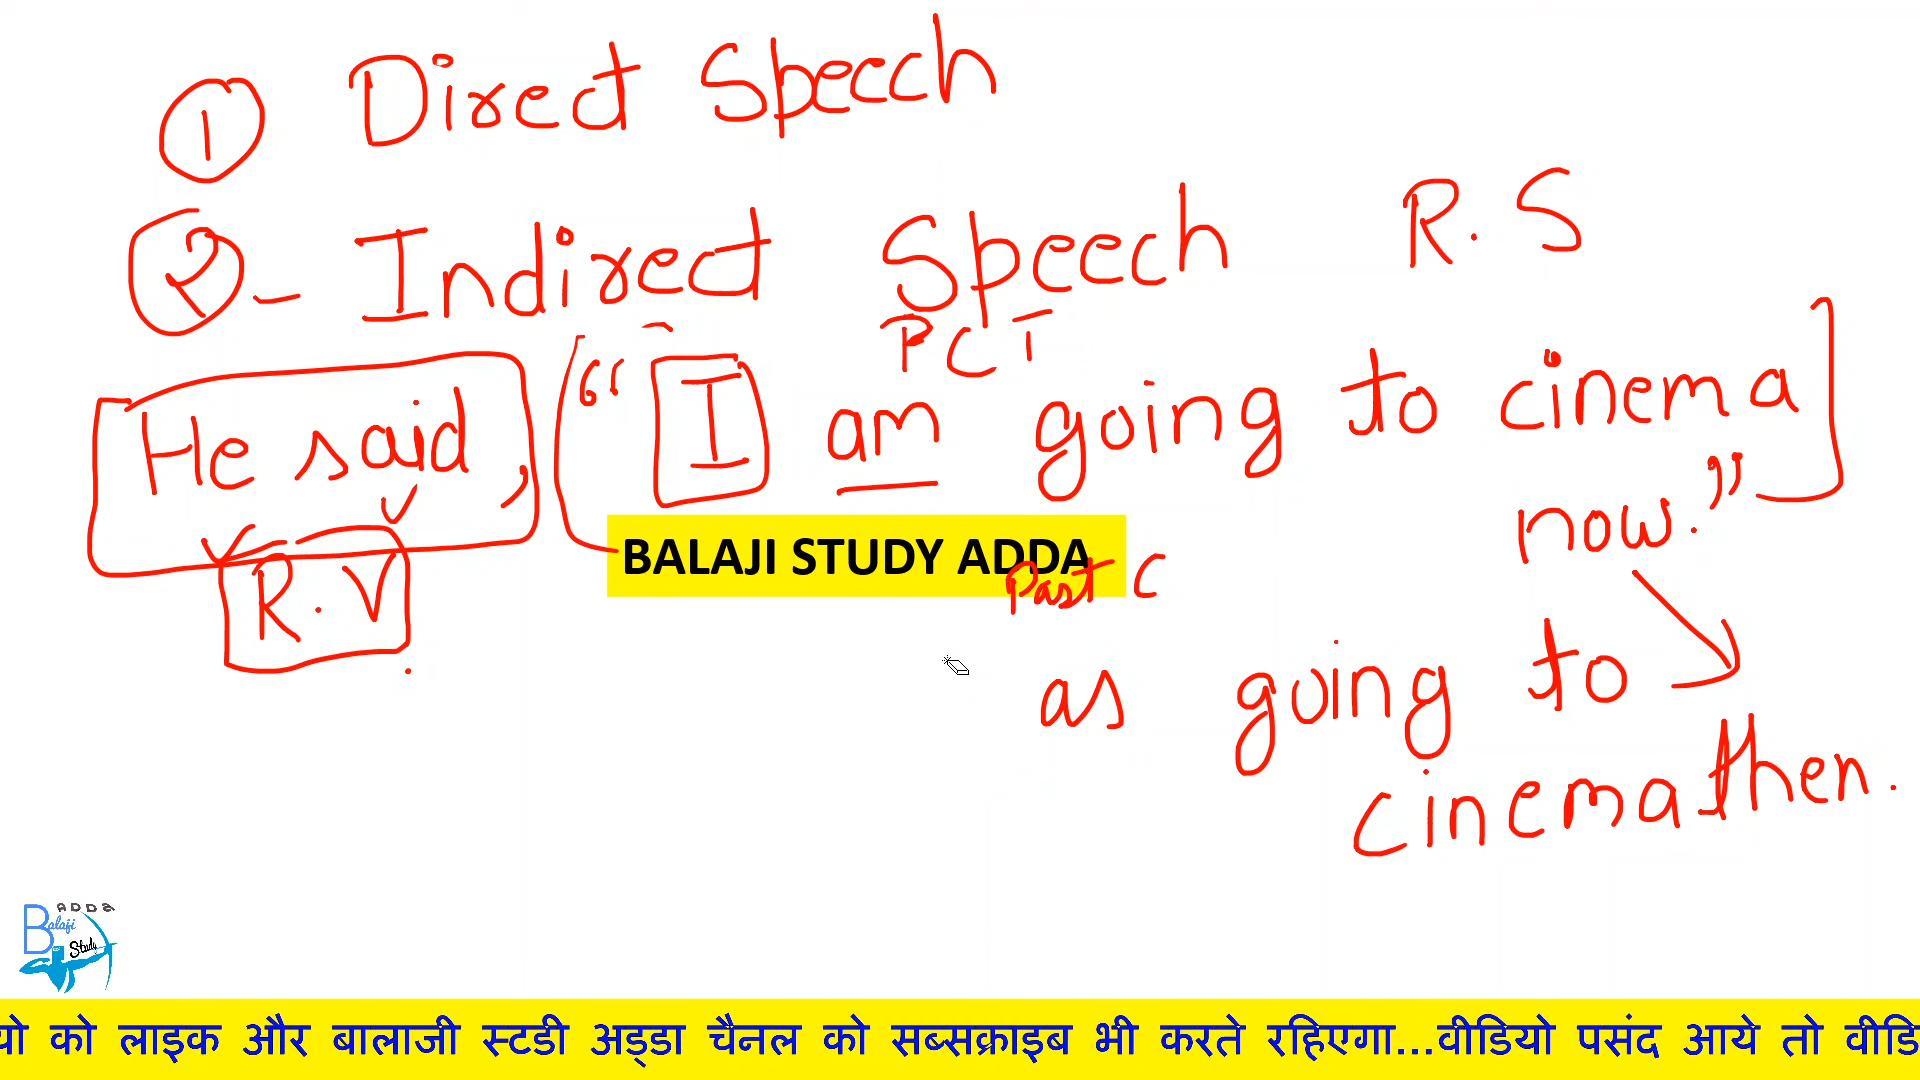 1 Direct Speech
2- Indirect Speech R.S
PCT
He said, “I am going to cinema
now.”
BALAJI STUDY ADDA
Past C
R.V
as going to
cinema then.
ADDA
Balaji
Study
यो को लाइक और बालाजी स्टडी अड्डा चैनल को सब्सक्राइब भी करते रहिएगा...वीडियो पसंद आये तो वीडि